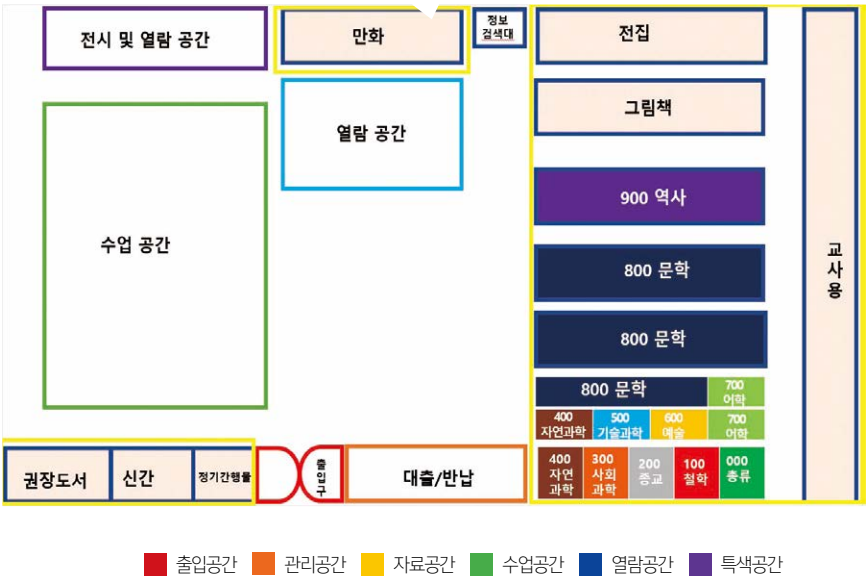 전시 및 열람 공간
만화
정보
검색대
전집
그림책
열람 공간
900 역사
수업 공간
800 문학
교
사
용
800 문학
800 문학
700
어학
400
자연과학
500
기술과학
600
예술
700
어학
권장도서
신간
정기간행물
출
입
구
대출/반납
400
자연
과학
300
사회
과학
200
종교
100
철학
000
총류
출입공간 관리공간 자료공간 수업공간 열람공간 특색공간